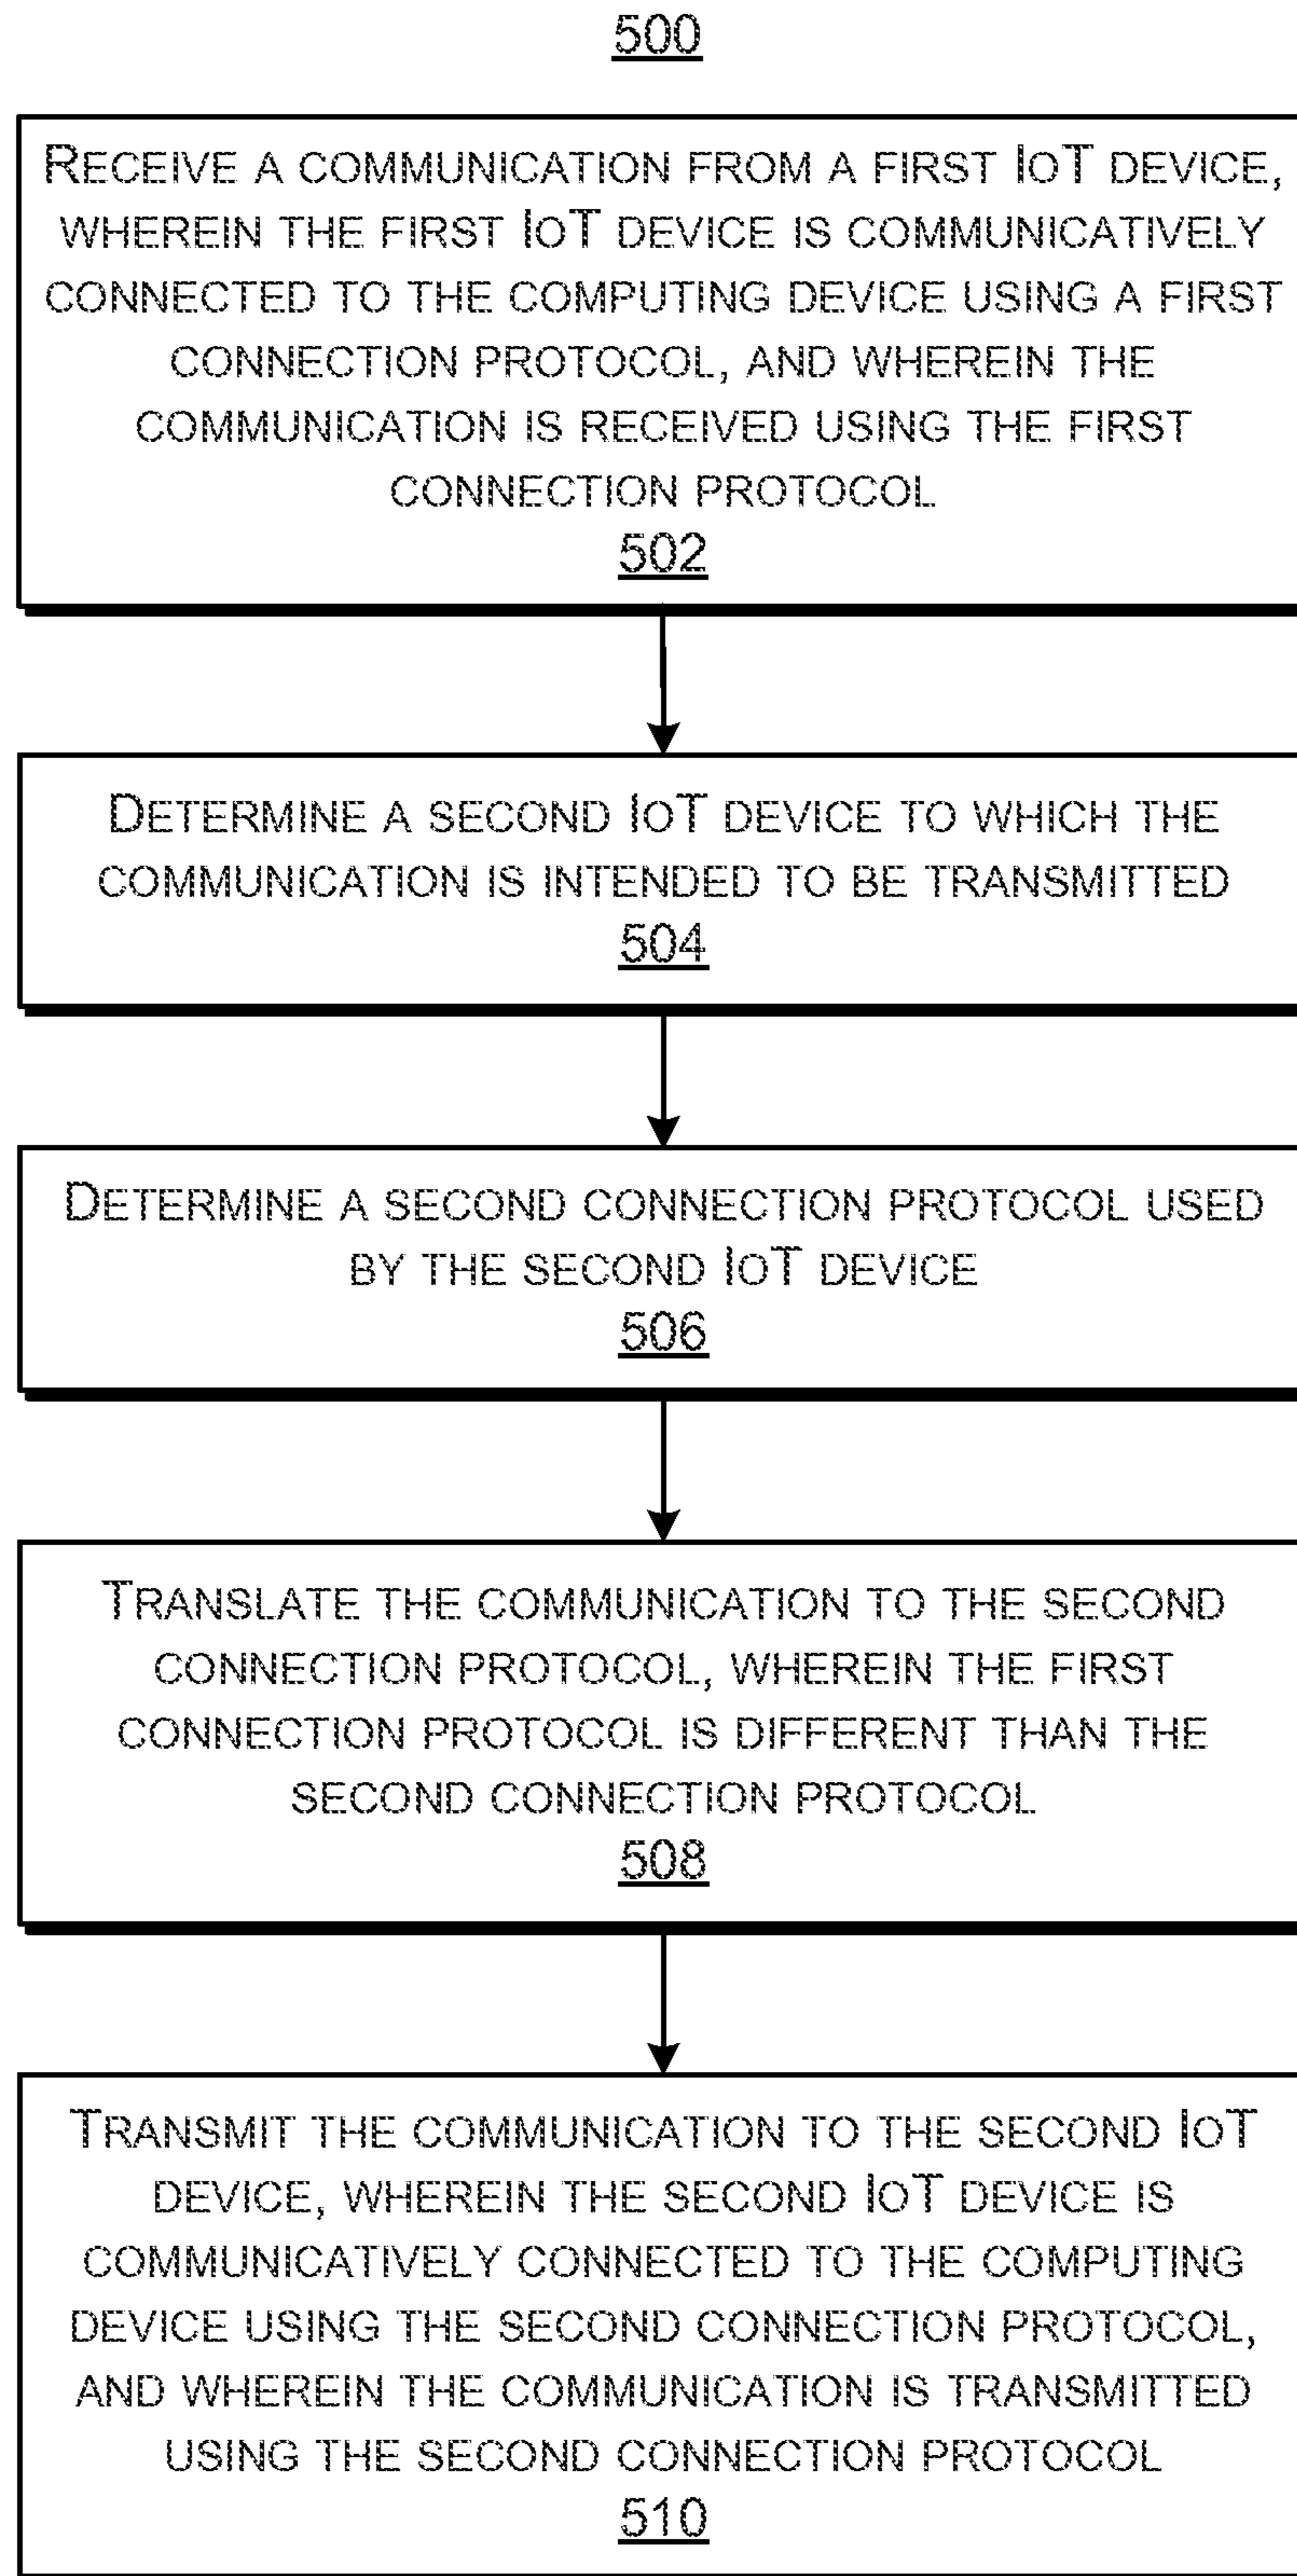 500
RECEIVE A COMMUNICATION FROM A FIRST IOT DEVICE,
WHEREIN THE FIRST IOT DEVICE IS COMMUNICATIVELY
CONNECTED TO THE COMPUTING DEVICE USING A FIRST
CONNECTION PROTOCOL, AND WHEREIN THE
COMMUNICATION IS RECEIVED USING THE FIRST
CONNECTION PROTOCOL
502
DETERMINE A SECOND IOT DEVICE TO WHICH THE
COMMUNICATION IS INTENDED TO BE TRANSMITTED
504
DETERMINE A SECOND CONNECTION PROTOCOL USED
BY THE SECOND IOT DEVICE
506
TRANSLATE THE COMMUNICATION TO THE SECOND
CONNECTION PROTOCOL, WHEREIN THE FIRST
CONNECTION PROTOCOL IS DIFFERENT THAN THE
SECOND CONNECTION PROTOCOL
508
TRANSMIT THE COMMUNICATION TO THE SECOND IOT
DEVICE, WHEREIN THE SECOND IOT DEVICE IS
COMMUNICATIVELY CONNECTED TO THE COMPUTING
DEVICE USING THE SECOND CONNECTION PROTOCOL,
AND WHEREIN THE COMMUNICATION IS TRANSMITTED
USING THE SECOND CONNECTION PROTOCOL
510